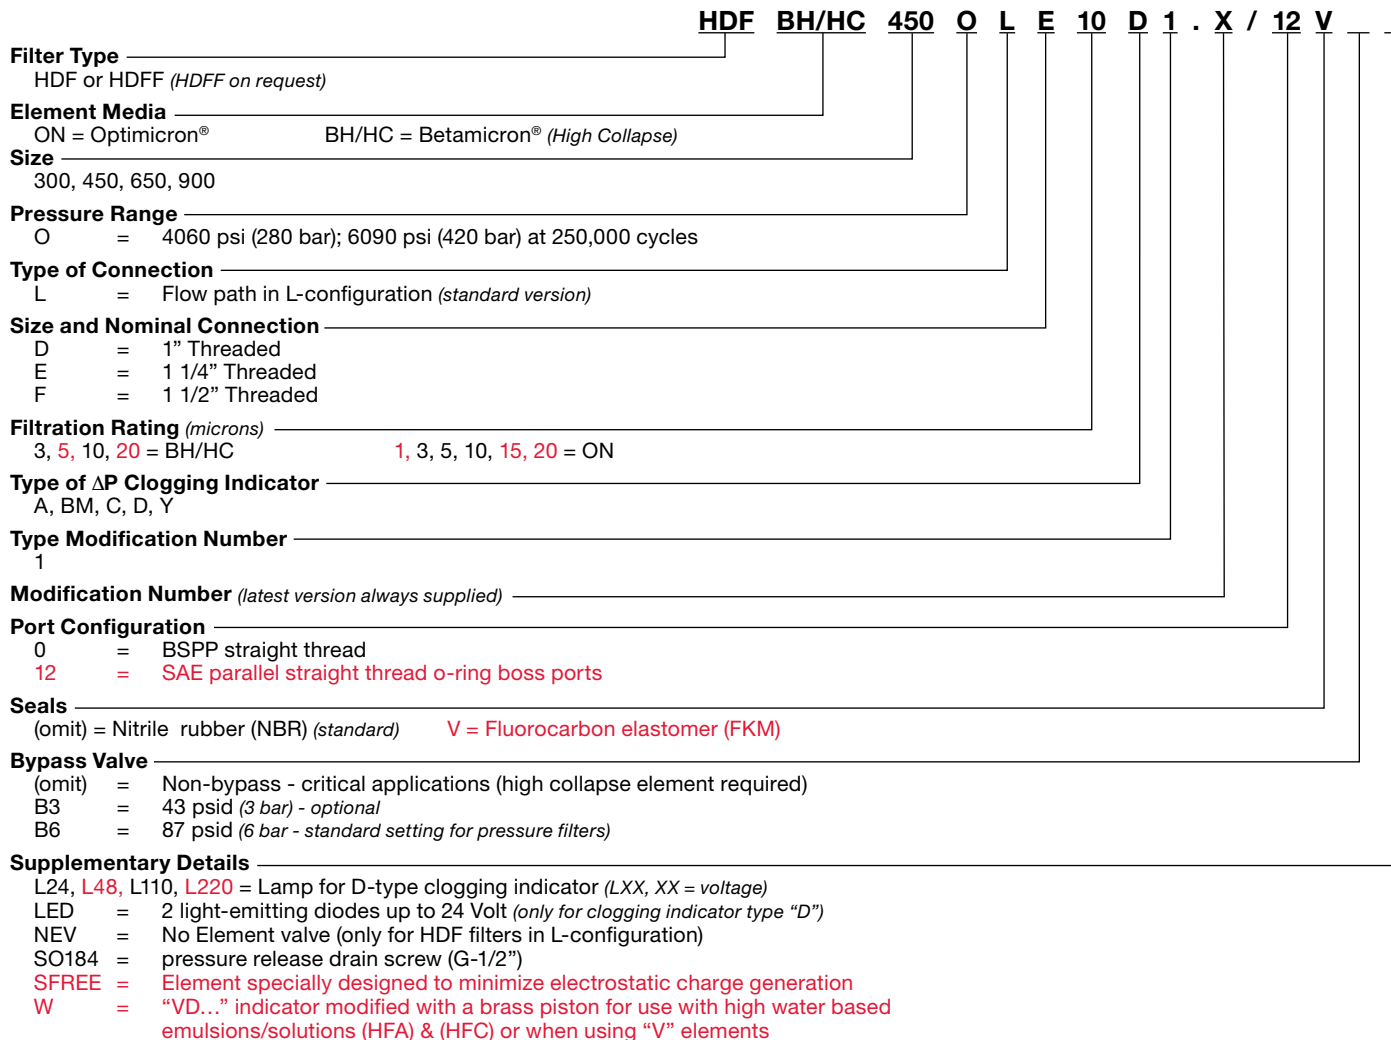 HDF BH/HC 450 O L E 10 D 1 . X / 12 V
Filter Type
HDF or HDFF (HDFF on request)
Element Media
ON = Optimicron® BH/HC = Betamicron® (High Collapse)
Size
300, 450, 650, 900
Pressure Range
O = 4060 psi (280 bar); 6090 psi (420 bar) at 250,000 cycles
Type of Connection
L = Flow path in L-configuration (standard version)
Size and Nominal Connection
D = 1” Threaded
E = 1 1/4” Threaded
F = 1 1/2” Threaded
Filtration Rating (microns)
3, 5, 10, 20 = BH/HC 1, 3, 5, 10, 15, 20 = ON
Type of ΔP Clogging Indicator
A, BM, C, D, Y
Type Modification Number
1
Modification Number (latest version always supplied)
Port Configuration
0 = BSPP straight thread
12 = SAE parallel straight thread o-ring boss ports
Seals
(omit) = Nitrile rubber (NBR) (standard) V = Fluorocarbon elastomer (FKM)
Bypass Valve
(omit) = Non-bypass - critical applications (high collapse element required)
B3 = 43 psid (3 bar) - optional
B6 = 87 psid (6 bar - standard setting for pressure filters)
Supplementary Details
L24, L48, L110, L220 = Lamp for D-type clogging indicator (LXX, XX = voltage)
LED = 2 light-emitting diodes up to 24 Volt (only for clogging indicator type “D”)
NEV = No Element valve (only for HDF filters in L-configuration)
SO184 = pressure release drain screw (G-1/2”)
SFREE = Element specially designed to minimize electrostatic charge generation
W = “VD…” indicator modified with a brass piston for use with high water based
emulsions/solutions (HFA) & (HFC) or when using “V” elements